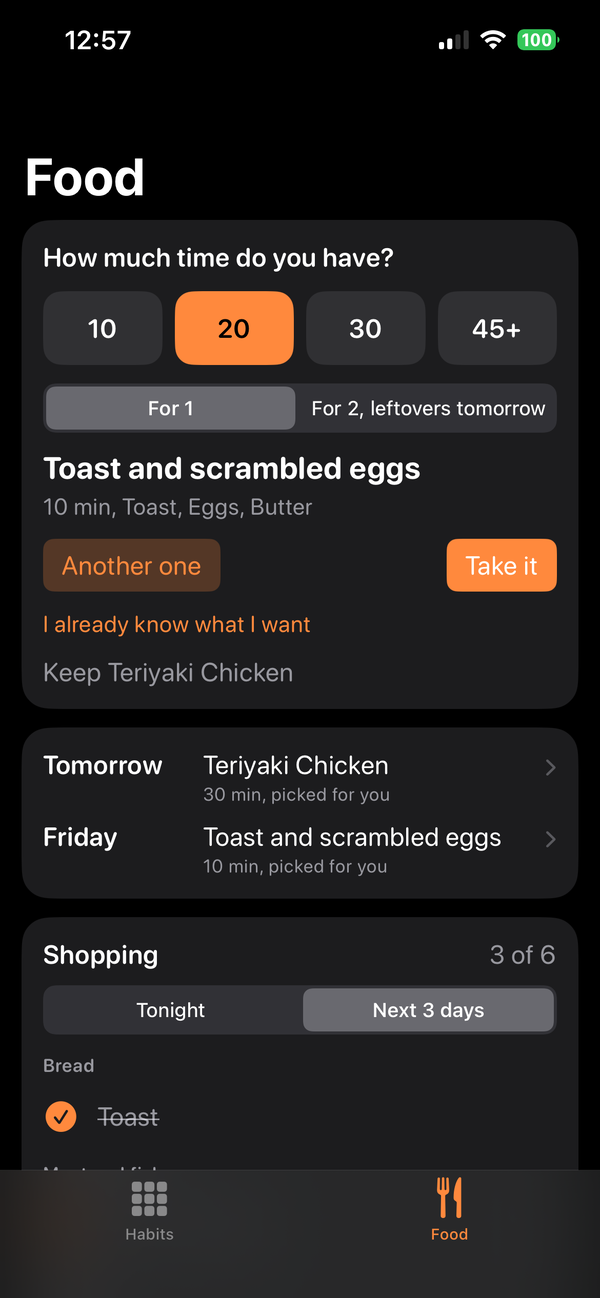 12:57
100
Food
How much time do you have?
10 20 30 45+
For 1 For 2, leftovers tomorrow
Toast and scrambled eggs
10 min, Toast, Eggs, Butter
Another one Take it
I already know what I want
Keep Teriyaki Chicken
Tomorrow Teriyaki Chicken
30 min, picked for you
Friday Toast and scrambled eggs
10 min, picked for you
Shopping 3 of 6
Tonight Next 3 days
Bread
Toast
Habits Food